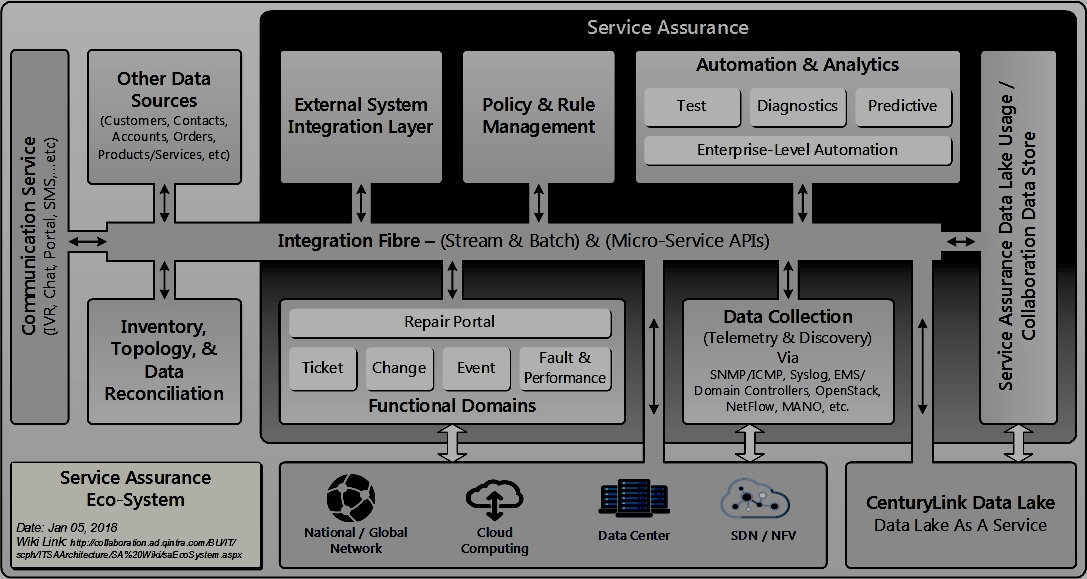 Service Assurance
Communication Service
(IVR, Chat, Portal, SMS,... etc)
Other Data
Sources
(Customers, Contacts,
Accounts, Orders,
Products/Services, etc)
External System
Integration Layer
Policy & Rule
Management
Automation & Analytics
Test
Diagnostics
Predictive
Enterprise-Level Automation
Service Assurance Data Lake Usage /
Collaboration Data Store
Integration Fibre – (Stream & Batch) & (Micro-Service APIs)
Inventory,
Topology, &
Data
Reconciliation
Repair Portal
Ticket
Change
Event
Fault &
Performance
Functional Domains
Data Collection
(Telemetry & Discovery)
Via
SNMP/ICMP, Syslog, EMS/
Domain Controllers, OpenStack,
NetFlow, MANO, etc.
Service Assurance
Eco-System
Date: Jan 05, 2018
Wiki Link: http://collaboration.ad.qintra.com/BU/IT/
scph/ITSAArchitecture/SA%20Wiki/saEcoSystem.aspx
National / Global
Network
Cloud
Computing
Data Center
SDN / NFV
CenturyLink Data Lake
Data Lake As A Service